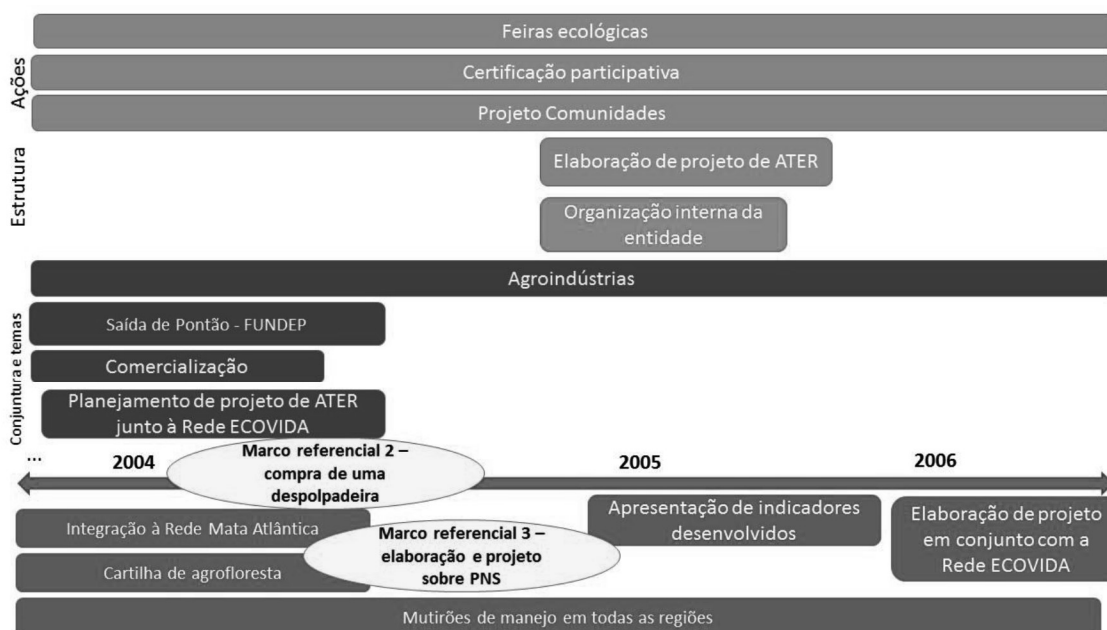 Ações
Feiras ecológicas
Certificação participativa
Projeto Comunidades
Estrutura
Elaboração de projeto de ATER
Organização interna da
entidade
Conjuntura e temas
Agroindústrias
Saída de Pontão - FUNDEP
Comercialização
Planejamento de projeto de ATER
junto à Rede ECOVIDA
...
2004
Marco referencial 2 –
compra de uma
despolpadeira
2005
2006
Integração à Rede Mata Atlântica
Marco referencial 3 –
elaboração e projeto
sobre PNS
Apresentação de indicadores
desenvolvidos
Elaboração de projeto
em conjunto com a
Rede ECOVIDA
Cartilha de agrofloresta
Mutirões de manejo em todas as regiões